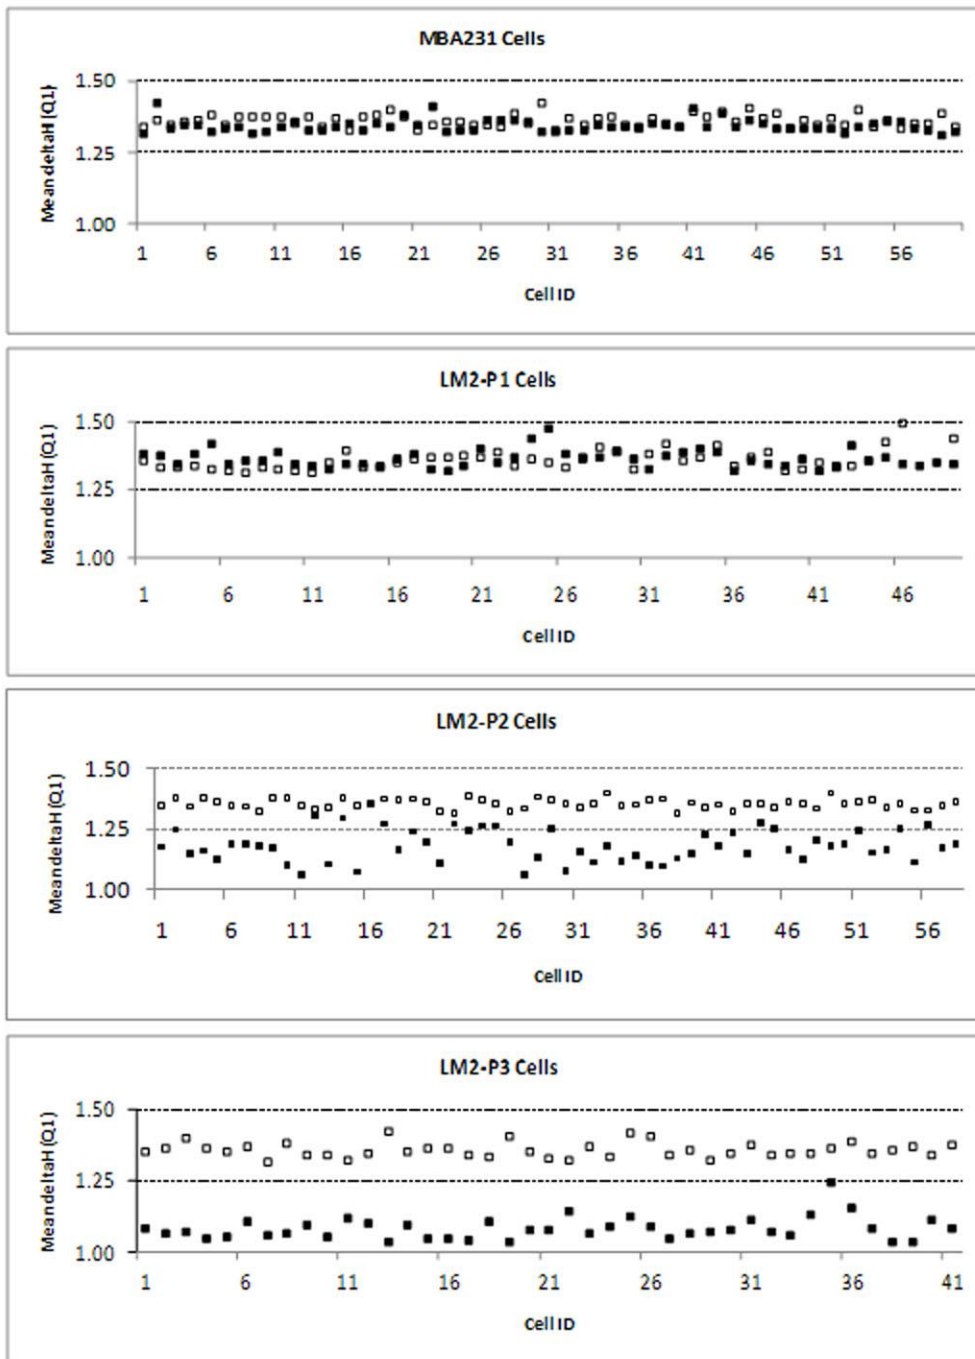 MBA231 Cells
MeandeltaH (Q1)
1.50
1.25
1.00
1 6 11 16 21 26 31 36 41 46 51 56
Cell ID
LM2-P1 Cells
MeandeltaH (Q1)
1.50
1.25
1.00
1 6 11 16 21 26 31 36 41 46
Cell ID
LM2-P2 Cells
MeandeltaH (Q1)
1.50
1.25
1.00
1 6 11 16 21 26 31 36 41 46 51 56
Cell ID
LM2-P3 Cells
MeandeltaH (Q1)
1.50
1.25
1.00
1 6 11 16 21 26 31 36 41
Cell ID